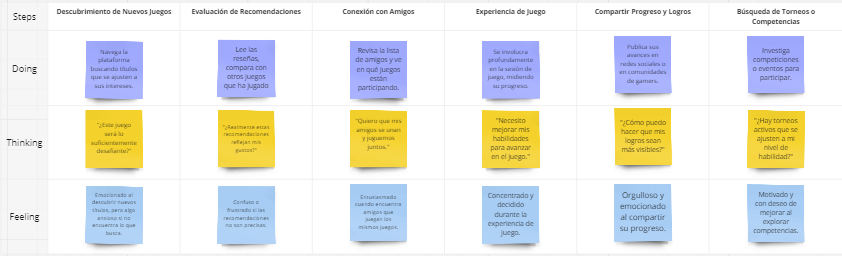 Steps
Descubrimiento de Nuevos Juegos
Evaluación de Recomendaciones
Conexión con Amigos
Experiencia de Juego
Compartir Progreso y Logros
Búsqueda de Torneos o
Competencias
Doing
Navega la
plataforma
buscando títulos
que se ajusten a
sus intereses.
Lee las
reseñas,
compara con
otros juegos
que ha jugado
Revisa la lista
de amigos y ve
en qué juegos
están
participando.
Se involucra
profundamente
en la sesión de
juego, midiendo
su progreso.
Publica sus
avances en
redes sociales o
en comunidades
de gamers.
Investiga
competiciones
o eventos para
participar.
Thinking
"¿Este juego
será lo
suficientemente
desafiante?"
"¿Realmente estas
recomendaciones
reflejan mis
gustos?"
"Quiero que mis
amigos se unan
y juguemos
juntos."
"Necesito
mejorar mis
habilidades
para avanzar
en el juego."
"¿Cómo puedo
hacer que mis
logros sean
más visibles?"
"¿Hay torneos
activos que se
ajusten a mi
nivel de
habilidad?"
Feeling
Emocionado al
descubrir nuevos
títulos, pero algo
ansioso si no
encuentra lo que
busca.
Confuso o
frustrado si las
recomendaciones
no son precisas.
Entusiasmado
cuando encuentra
amigos que
juegan los
mismos juegos.
Concentrado y
decidido
durante la
experiencia de
juego.
Orgulloso y
emocionado
al compartir
su progreso.
Motivado y
con deseo de
mejorar al
explorar
competencias.